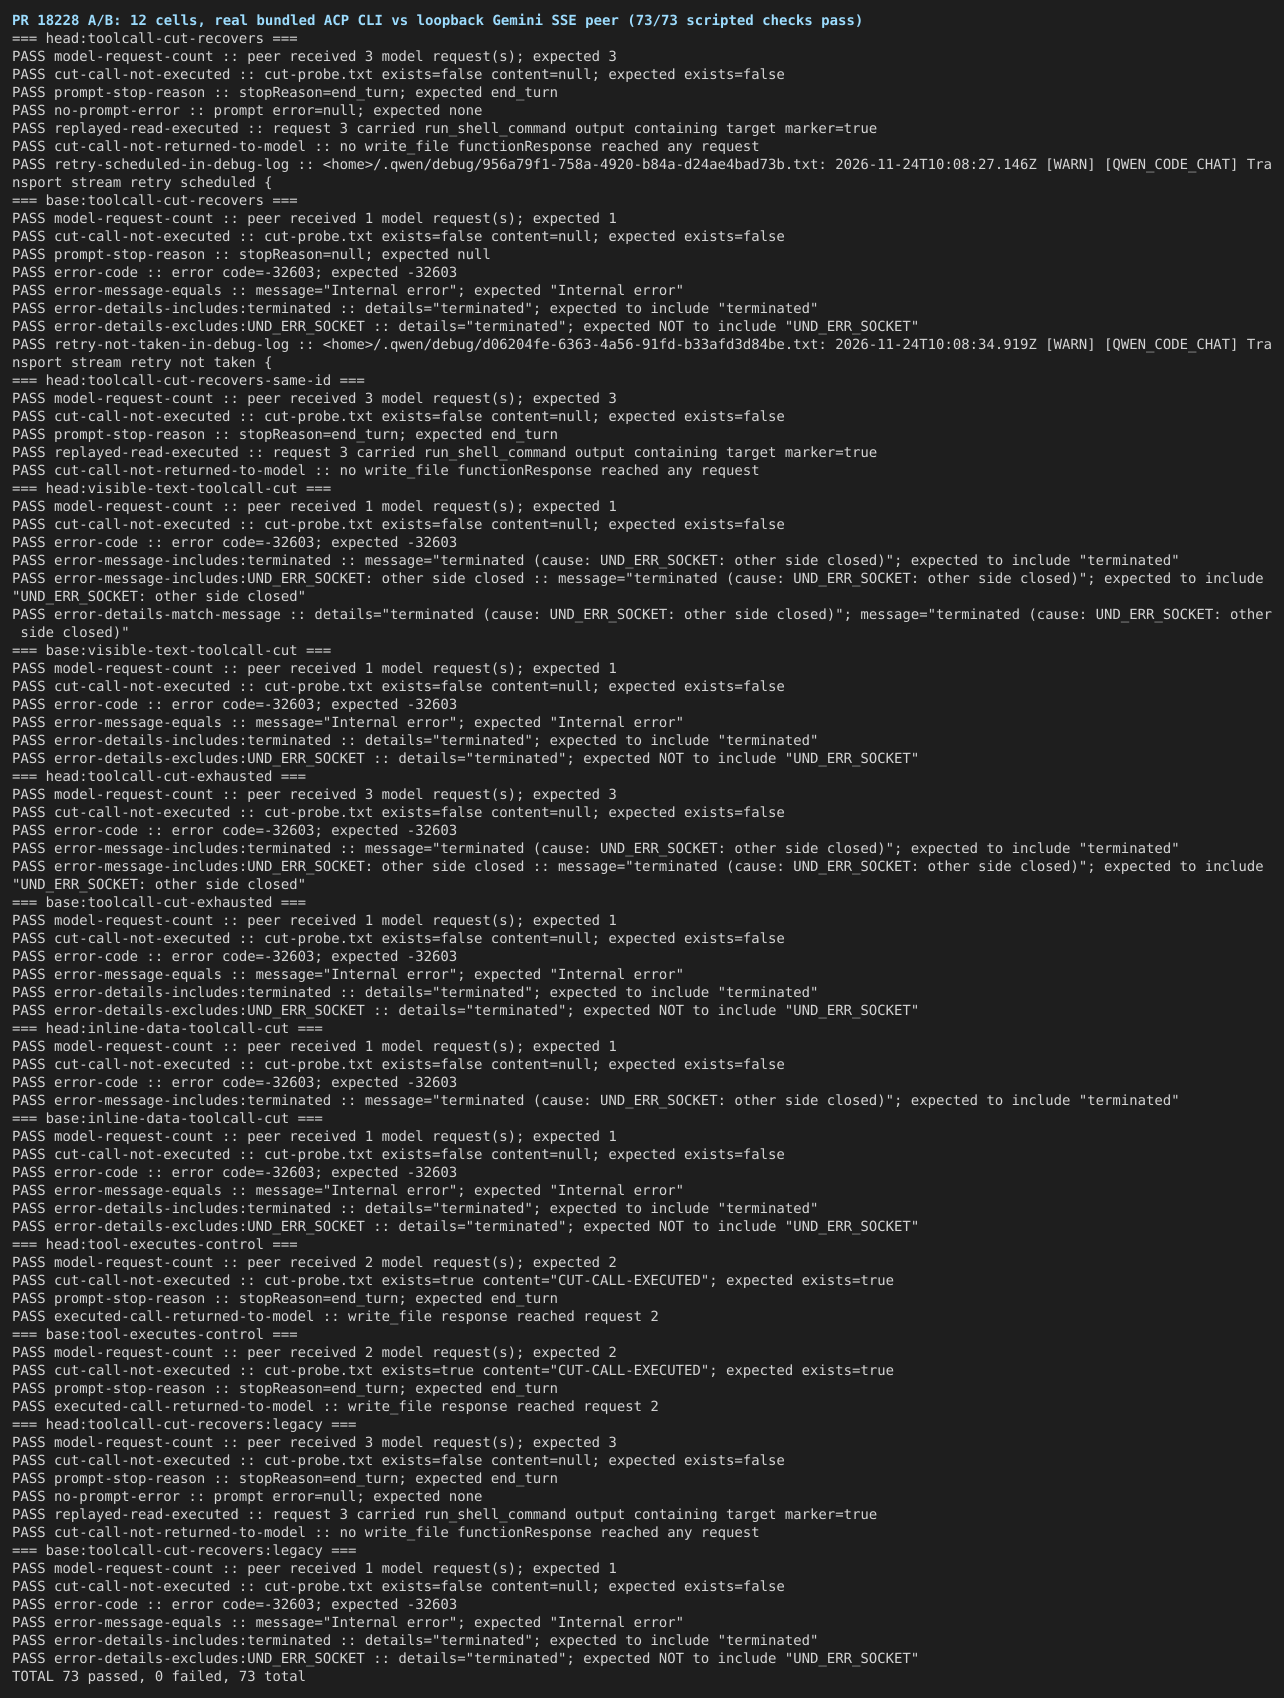 PR 18228 A/B: 12 cells, real bundled ACP CLI vs loopback Gemini SSE peer (73/73 scripted checks pass)
=== head:toolcall-cut-recovers ===
PASS model-request-count :: peer received 3 model request(s); expected 3
PASS cut-call-not-executed :: cut-probe.txt exists=false content=null; expected exists=false
PASS prompt-stop-reason :: stopReason=end_turn; expected end_turn
PASS no-prompt-error :: prompt error=null; expected none
PASS replayed-read-executed :: request 3 carried run_shell_command output containing target marker=true
PASS cut-call-not-returned-to-model :: no write_file functionResponse reached any request
PASS retry-scheduled-in-debug-log :: <home>/.qwen/debug/956a79f1-758a-4920-b84a-d24ae4bad73b.txt: 2026-11-24T10:08:27.146Z [WARN] [QWEN_CODE_CHAT] Tra
nsport stream retry scheduled {
=== base:toolcall-cut-recovers ===
PASS model-request-count :: peer received 1 model request(s); expected 1
PASS cut-call-not-executed :: cut-probe.txt exists=false content=null; expected exists=false
PASS prompt-stop-reason :: stopReason=null; expected null
PASS error-code :: error code=-32603; expected -32603
PASS error-message-equals :: message="Internal error"; expected "Internal error"
PASS error-details-includes:terminated :: details="terminated"; expected to include "terminated"
PASS error-details-excludes:UND_ERR_SOCKET :: details="terminated"; expected NOT to include "UND_ERR_SOCKET"
PASS retry-not-taken-in-debug-log :: <home>/.qwen/debug/d06204fe-6363-4a56-91fd-b33afd3d84be.txt: 2026-11-24T10:08:34.919Z [WARN] [QWEN_CODE_CHAT] Tra
nsport stream retry not taken {
=== head:toolcall-cut-recovers-same-id ===
PASS model-request-count :: peer received 3 model request(s); expected 3
PASS cut-call-not-executed :: cut-probe.txt exists=false content=null; expected exists=false
PASS prompt-stop-reason :: stopReason=end_turn; expected end_turn
PASS replayed-read-executed :: request 3 carried run_shell_command output containing target marker=true
PASS cut-call-not-returned-to-model :: no write_file functionResponse reached any request
=== head:visible-text-toolcall-cut ===
PASS model-request-count :: peer received 1 model request(s); expected 1
PASS cut-call-not-executed :: cut-probe.txt exists=false content=null; expected exists=false
PASS error-code :: error code=-32603; expected -32603
PASS error-message-includes:terminated :: message="terminated (cause: UND_ERR_SOCKET: other side closed)"; expected to include "terminated"
PASS error-message-includes:UND_ERR_SOCKET: other side closed :: message="terminated (cause: UND_ERR_SOCKET: other side closed)"; expected to include
"UND_ERR_SOCKET: other side closed"
PASS error-details-match-message :: details="terminated (cause: UND_ERR_SOCKET: other side closed)"; message="terminated (cause: UND_ERR_SOCKET: other
 side closed)"
=== base:visible-text-toolcall-cut ===
PASS model-request-count :: peer received 1 model request(s); expected 1
PASS cut-call-not-executed :: cut-probe.txt exists=false content=null; expected exists=false
PASS error-code :: error code=-32603; expected -32603
PASS error-message-equals :: message="Internal error"; expected "Internal error"
PASS error-details-includes:terminated :: details="terminated"; expected to include "terminated"
PASS error-details-excludes:UND_ERR_SOCKET :: details="terminated"; expected NOT to include "UND_ERR_SOCKET"
=== head:toolcall-cut-exhausted ===
PASS model-request-count :: peer received 3 model request(s); expected 3
PASS cut-call-not-executed :: cut-probe.txt exists=false content=null; expected exists=false
PASS error-code :: error code=-32603; expected -32603
PASS error-message-includes:terminated :: message="terminated (cause: UND_ERR_SOCKET: other side closed)"; expected to include "terminated"
PASS error-message-includes:UND_ERR_SOCKET: other side closed :: message="terminated (cause: UND_ERR_SOCKET: other side closed)"; expected to include
"UND_ERR_SOCKET: other side closed"
=== base:toolcall-cut-exhausted ===
PASS model-request-count :: peer received 1 model request(s); expected 1
PASS cut-call-not-executed :: cut-probe.txt exists=false content=null; expected exists=false
PASS error-code :: error code=-32603; expected -32603
PASS error-message-equals :: message="Internal error"; expected "Internal error"
PASS error-details-includes:terminated :: details="terminated"; expected to include "terminated"
PASS error-details-excludes:UND_ERR_SOCKET :: details="terminated"; expected NOT to include "UND_ERR_SOCKET"
=== head:inline-data-toolcall-cut ===
PASS model-request-count :: peer received 1 model request(s); expected 1
PASS cut-call-not-executed :: cut-probe.txt exists=false content=null; expected exists=false
PASS error-code :: error code=-32603; expected -32603
PASS error-message-includes:terminated :: message="terminated (cause: UND_ERR_SOCKET: other side closed)"; expected to include "terminated"
=== base:inline-data-toolcall-cut ===
PASS model-request-count :: peer received 1 model request(s); expected 1
PASS cut-call-not-executed :: cut-probe.txt exists=false content=null; expected exists=false
PASS error-code :: error code=-32603; expected -32603
PASS error-message-equals :: message="Internal error"; expected "Internal error"
PASS error-details-includes:terminated :: details="terminated"; expected to include "terminated"
PASS error-details-excludes:UND_ERR_SOCKET :: details="terminated"; expected NOT to include "UND_ERR_SOCKET"
=== head:tool-executes-control ===
PASS model-request-count :: peer received 2 model request(s); expected 2
PASS cut-call-not-executed :: cut-probe.txt exists=true content="CUT-CALL-EXECUTED"; expected exists=true
PASS prompt-stop-reason :: stopReason=end_turn; expected end_turn
PASS executed-call-returned-to-model :: write_file response reached request 2
=== base:tool-executes-control ===
PASS model-request-count :: peer received 2 model request(s); expected 2
PASS cut-call-not-executed :: cut-probe.txt exists=true content="CUT-CALL-EXECUTED"; expected exists=true
PASS prompt-stop-reason :: stopReason=end_turn; expected end_turn
PASS executed-call-returned-to-model :: write_file response reached request 2
=== head:toolcall-cut-recovers:legacy ===
PASS model-request-count :: peer received 3 model request(s); expected 3
PASS cut-call-not-executed :: cut-probe.txt exists=false content=null; expected exists=false
PASS prompt-stop-reason :: stopReason=end_turn; expected end_turn
PASS no-prompt-error :: prompt error=null; expected none
PASS replayed-read-executed :: request 3 carried run_shell_command output containing target marker=true
PASS cut-call-not-returned-to-model :: no write_file functionResponse reached any request
=== base:toolcall-cut-recovers:legacy ===
PASS model-request-count :: peer received 1 model request(s); expected 1
PASS cut-call-not-executed :: cut-probe.txt exists=false content=null; expected exists=false
PASS error-code :: error code=-32603; expected -32603
PASS error-message-equals :: message="Internal error"; expected "Internal error"
PASS error-details-includes:terminated :: details="terminated"; expected to include "terminated"
PASS error-details-excludes:UND_ERR_SOCKET :: details="terminated"; expected NOT to include "UND_ERR_SOCKET"
TOTAL 73 passed, 0 failed, 73 total